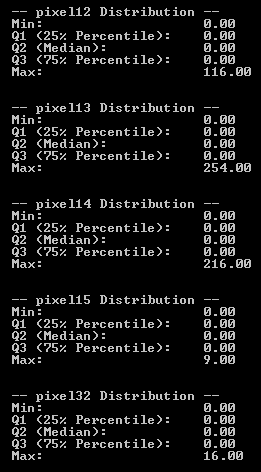 -- pixel12 Distribution --
Min: 0.00
Q1 (25% Percentile): 0.00
Q2 (Median): 0.00
Q3 (75% Percentile): 0.00
Max: 116.00
-- pixel13 Distribution --
Min: 0.00
Q1 (25% Percentile): 0.00
Q2 (Median): 0.00
Q3 (75% Percentile): 0.00
Max: 254.00
-- pixel14 Distribution --
Min: 0.00
Q1 (25% Percentile): 0.00
Q2 (Median): 0.00
Q3 (75% Percentile): 0.00
Max: 216.00
-- pixel15 Distribution --
Min: 0.00
Q1 (25% Percentile): 0.00
Q2 (Median): 0.00
Q3 (75% Percentile): 0.00
Max: 9.00
-- pixel32 Distribution --
Min: 0.00
Q1 (25% Percentile): 0.00
Q2 (Median): 0.00
Q3 (75% Percentile): 0.00
Max: 16.00